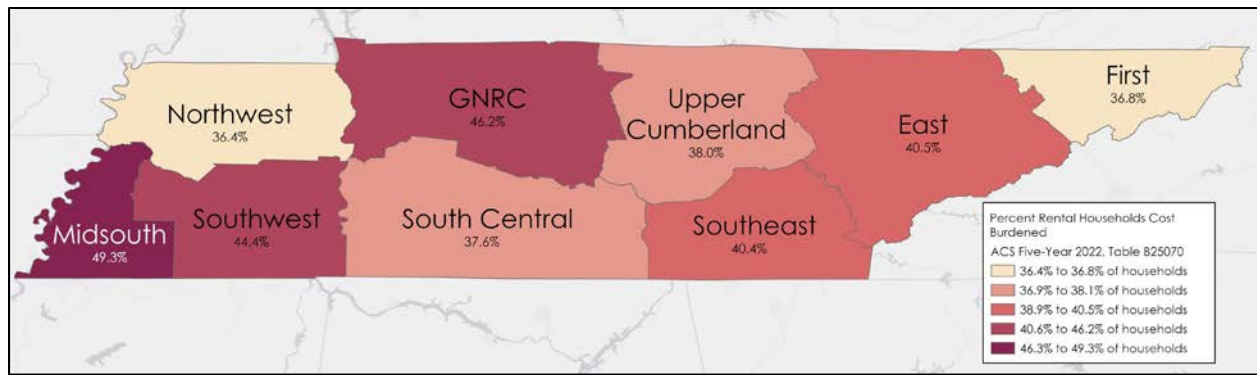 Northwest
36.4%
GNRC
46.2%
Upper
Cumberland
38.0%
East
40.5%
First
36.8%
Midsouth
49.3%
Southwest
44.4%
South Central
37.6%
Southeast
40.4%
Percent Rental Households Cost
Burdened
ACS Five-Year 2022, Table B25070
36.4% to 36.8% of households
36.9% to 38.1% of households
38.9% to 40.5% of households
40.6% to 46.2% of households
46.3% to 49.3% of households